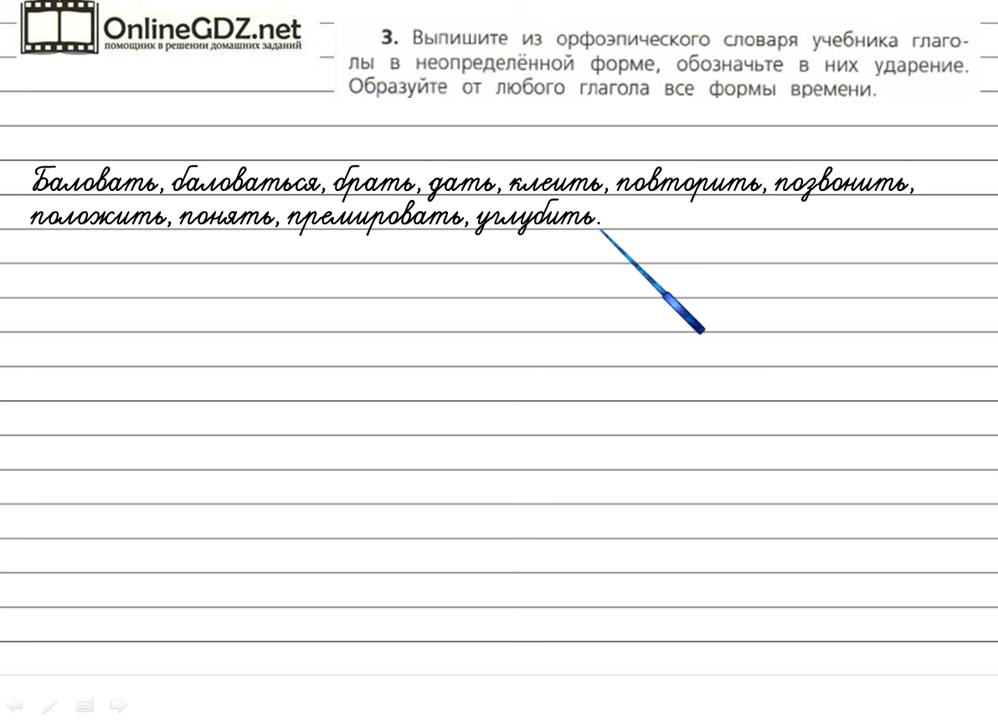 OnlineGDZ.net
помощник в решении домашних заданий
3. Выпишите из орфоэпического словаря учебника глаго-
лы в неопределённой форме, обозначьте в них ударение.
Образуйте от любого глагола все формы времени.
Баловать, баловаться, брать, дать, клеить, повторить, позвонить,
положить, понять, премировать, углубить.